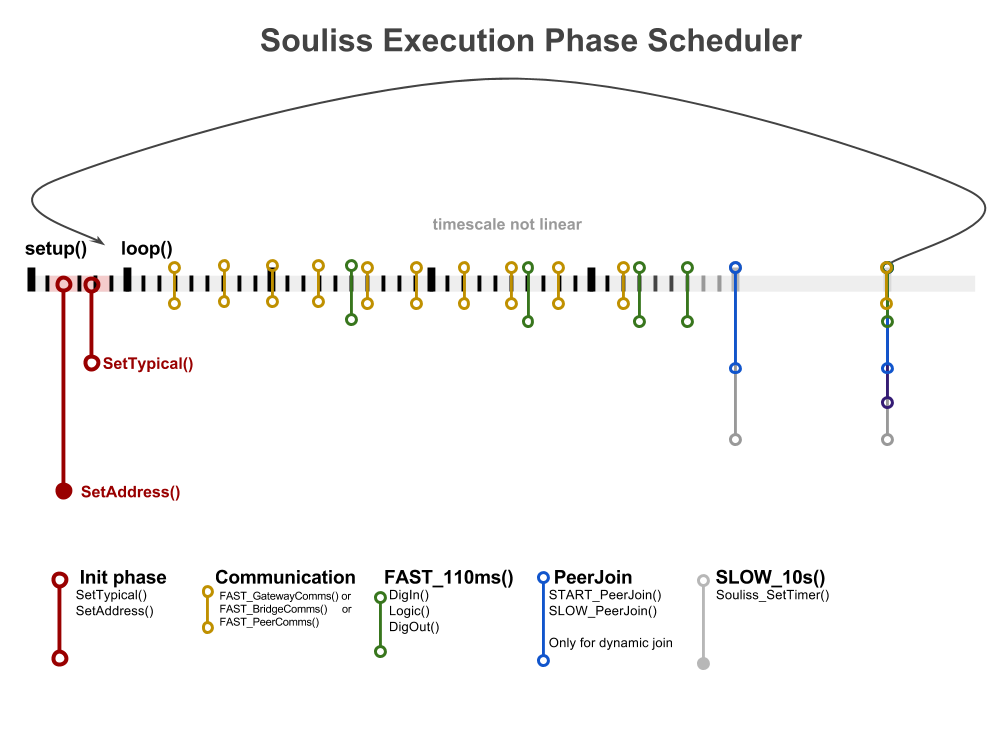 Souliss Execution Phase Scheduler
timescale not linear
setup()
loop()
SetTypical()
SetAddress()
Init phase
SetTypical()
SetAddress()
Communication
FAST_GatewayComms() or
FAST_BridgeComms() or
FAST_PeerComms()
FAST_110ms()
DigIn()
Logic()
DigOut()
PeerJoin
START_PeerJoin()
SLOW_PeerJoin()
Only for dynamic join
SLOW_10s()
Souliss_SetTimer()